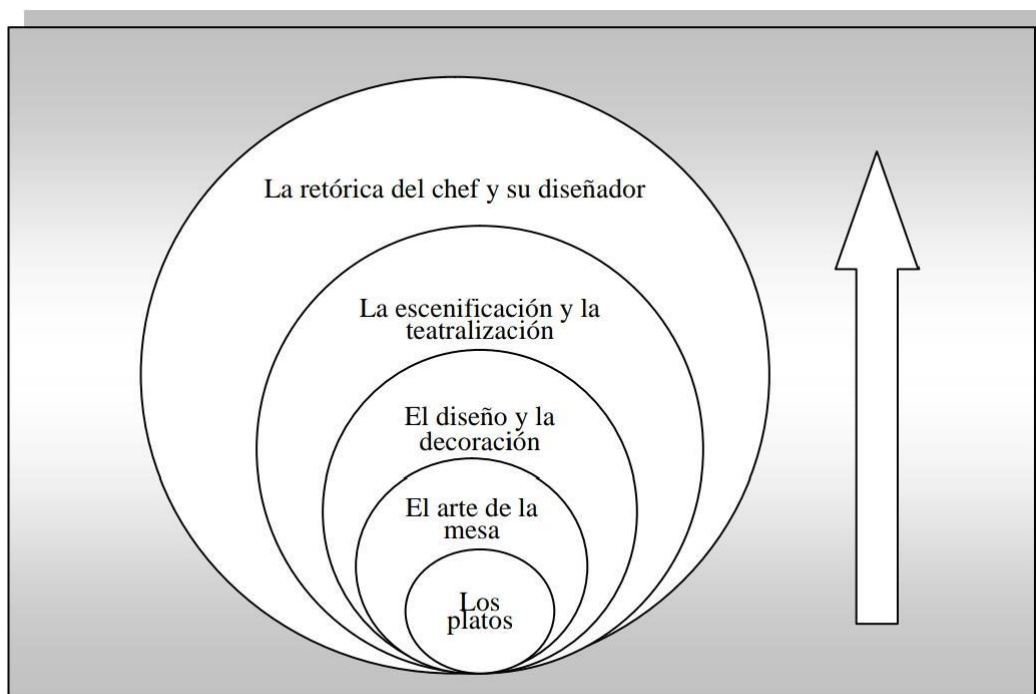 La retórica del chef y su diseñador
La escenificación y la
teatralización
El diseño y la
decoración
El arte de la
mesa
Los
platos